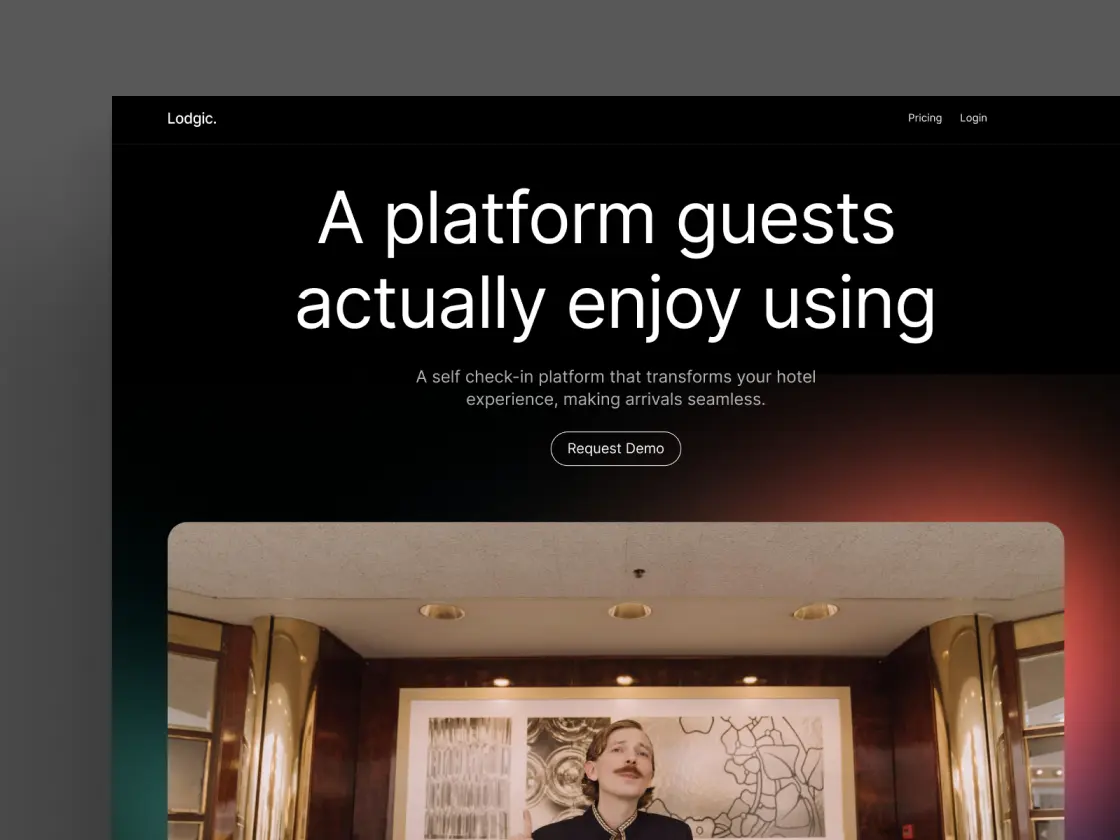 Lodgic.
Pricing Login
A platform guests
actually enjoy using
A self check-in platform that transforms your hotel
experience, making arrivals seamless.
Request Demo